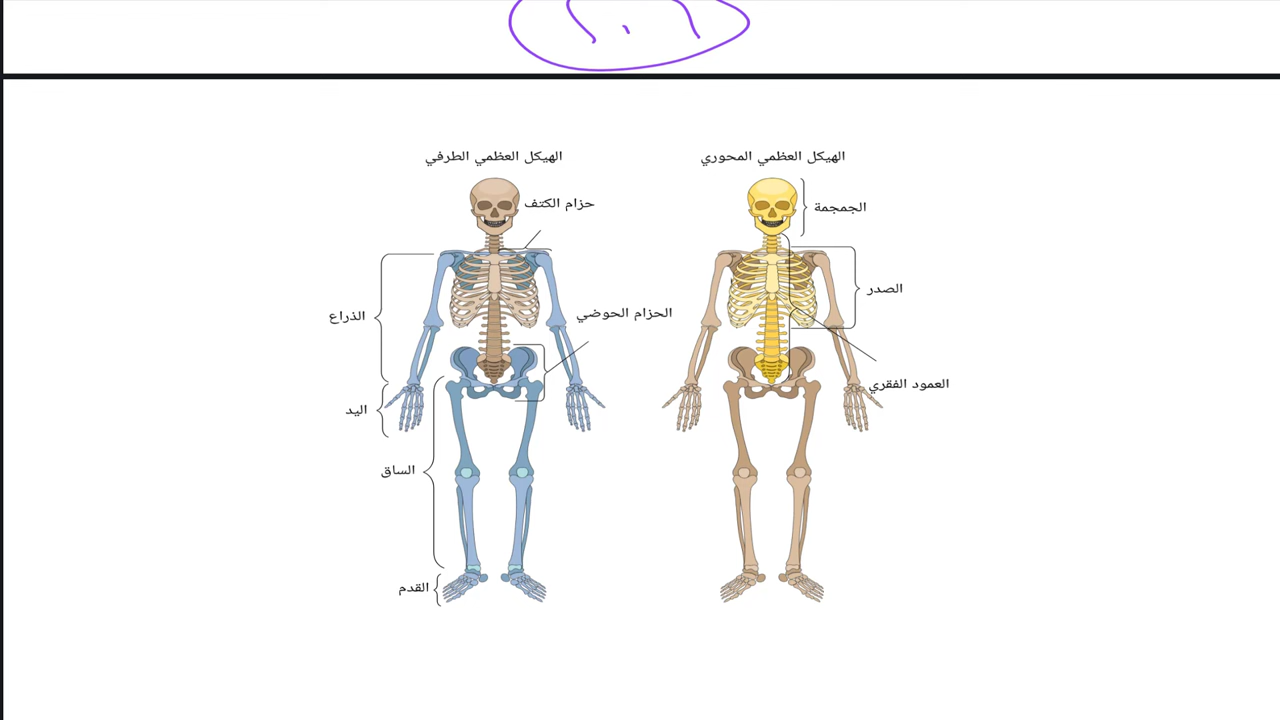 الهيكل العظمي المحوري
الجمجمة
الصدر
العمود الفقري
الهيكل العظمي الطرفي
حزام الكتف
الحزام الحوضي
الذراع
اليد
الساق
القدم